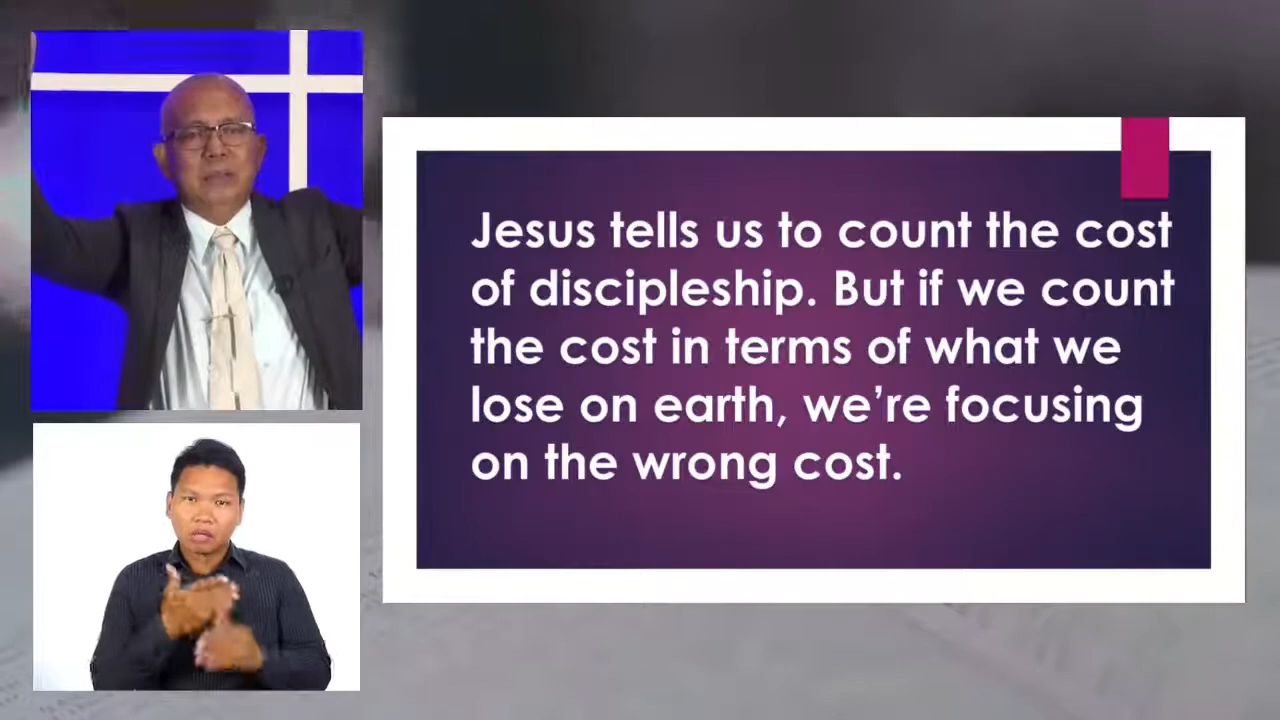 Jesus tells us to count the cost
of discipleship. But if we count
the cost in terms of what we
lose on earth, we’re focusing
on the wrong cost.